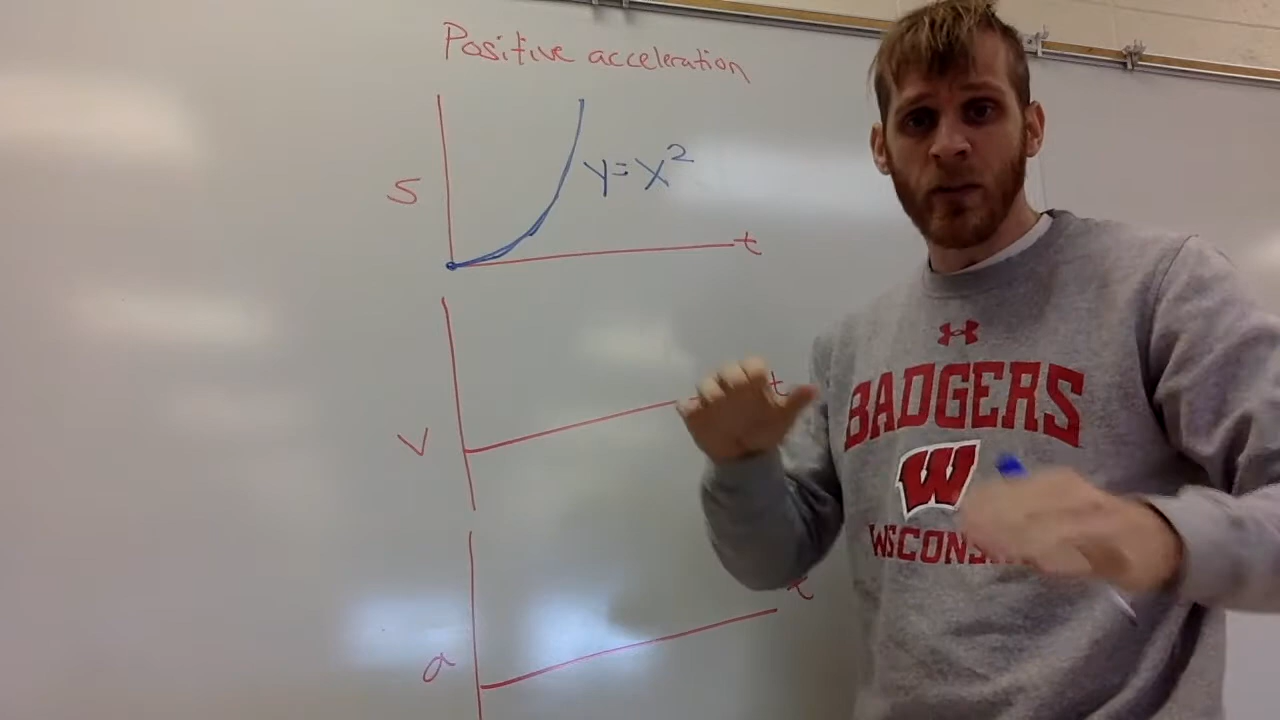 Positive acceleration
S
y=x²
t
v
t
a
t
BADGERS
W
WISCONSIN